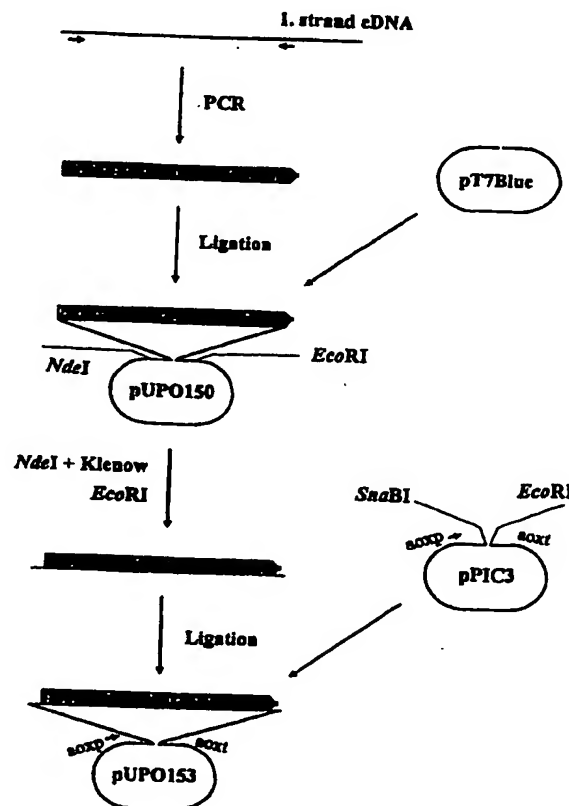 1. strand cDNA
PCR
pT7Blue
Ligation
NdeI
EcoRI
pUPO150
NdeI + Klenow
EcoRI
SnaBI
EcoRI
aoxp
aoxt
pPIC3
Ligation
aoxp
aoxt
pUPO153